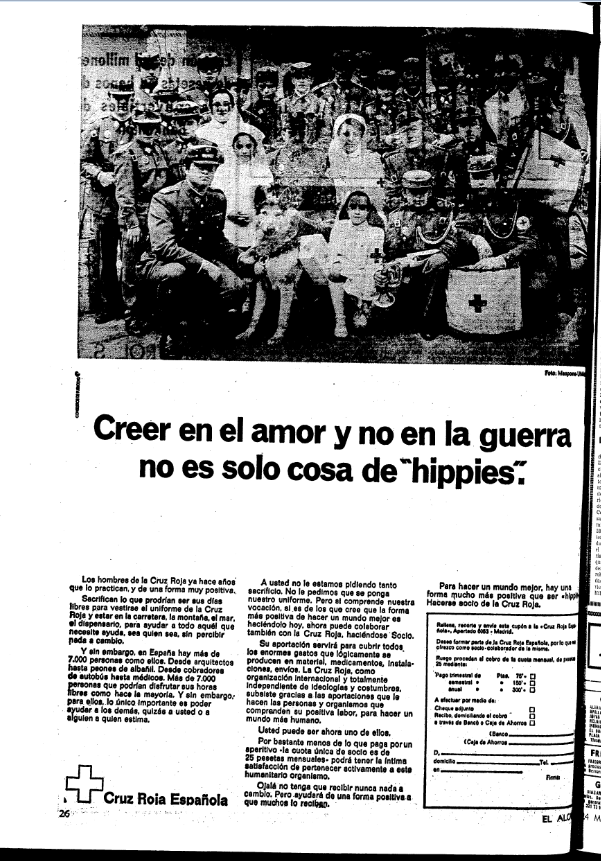 Foto: Maspons
Creer en el amor y no en la guerra
no es solo cosa de "hippies".
Los hombres de la Cruz Roja ya hace años
que lo practican, y de una forma muy positiva.
Sacrifican lo que prodrían ser sus días
libres para vestirse el uniforme de la Cruz
Roja y estar en la carretera, la montaña, el mar,
el dispensario, para ayudar a todo aquél que
necesite ayuda, sea quien sea, sin percibir
nada a cambio.
Y sin embargo, en España hay más de
7.000 personas como ellos. Desde arquitectos
hasta peones de albañil. Desde cobradores
de autobús hasta médicos. Más de 7.000
personas que podrían disfrutar sus horas
libres como hace la mayoría. Y sin embargo,
para ellos, lo único importante es poder
ayudar a los demás, quizás a usted o a
alguien a quien estima.
Cruz Roja Española
26
A usted no le estamos pidiendo tanto
sacrificio. No le pedimos que se ponga
nuestro uniforme. Pero si comprende nuestra
vocación, si es de los que cree que la forma
más positiva de hacer un mundo mejor es
haciéndolo hoy, ahora puede colaborar
también con la Cruz Roja, haciéndose Socio.
Su aportación servirá para cubrir todos
los enormes gastos que lógicamente se
producen en material, medicamentos, instala-
ciones, envíos. La Cruz Roja, como
organización internacional y totalmente
independiente de ideologías y costumbres,
subsiste gracias a las aportaciones que le
hacen las personas y organismos que
comprenden su positiva labor, para hacer un
mundo más humano.
Usted puede ser ahora uno de ellos.
Por bastante menos de lo que paga por un
aperitivo -la cuota única de socio es de
25 pesetas mensuales- podrá tener la íntima
satisfacción de pertenecer activamente a este
humanitario organismo.
Ojalá no tenga que recibir nunca nada a
cambio. Pero ayudará de una forma positiva a
que muchos lo reciban.
Para hacer un mundo mejor, hay una
forma mucho más positiva que ser «hippie
Hacerse socio de la Cruz Roja.
Rellene, recorte y envíe este cupón a la «Cruz Roja Espa
ñola», Apartado 6053 - Madrid.
Deseo formar parte de la Cruz Roja Española, por lo que
ofrezco como socio-colaborador de la misma.
Ruego procedan al cobro de la cuota mensual, de pesetas
25 mediante:
Pago trimestral de Ptas. 75'-
semestral » » 150'-
anual » » 300'-
A efectuar por medio de:
Cheque adjunto
Recibo, domiciliando el cobro
a través de Banco o Caja de Ahorros
(Banco
(Caja de Ahorros
D.
domicilio Tel.
en
Firma
EL ALC